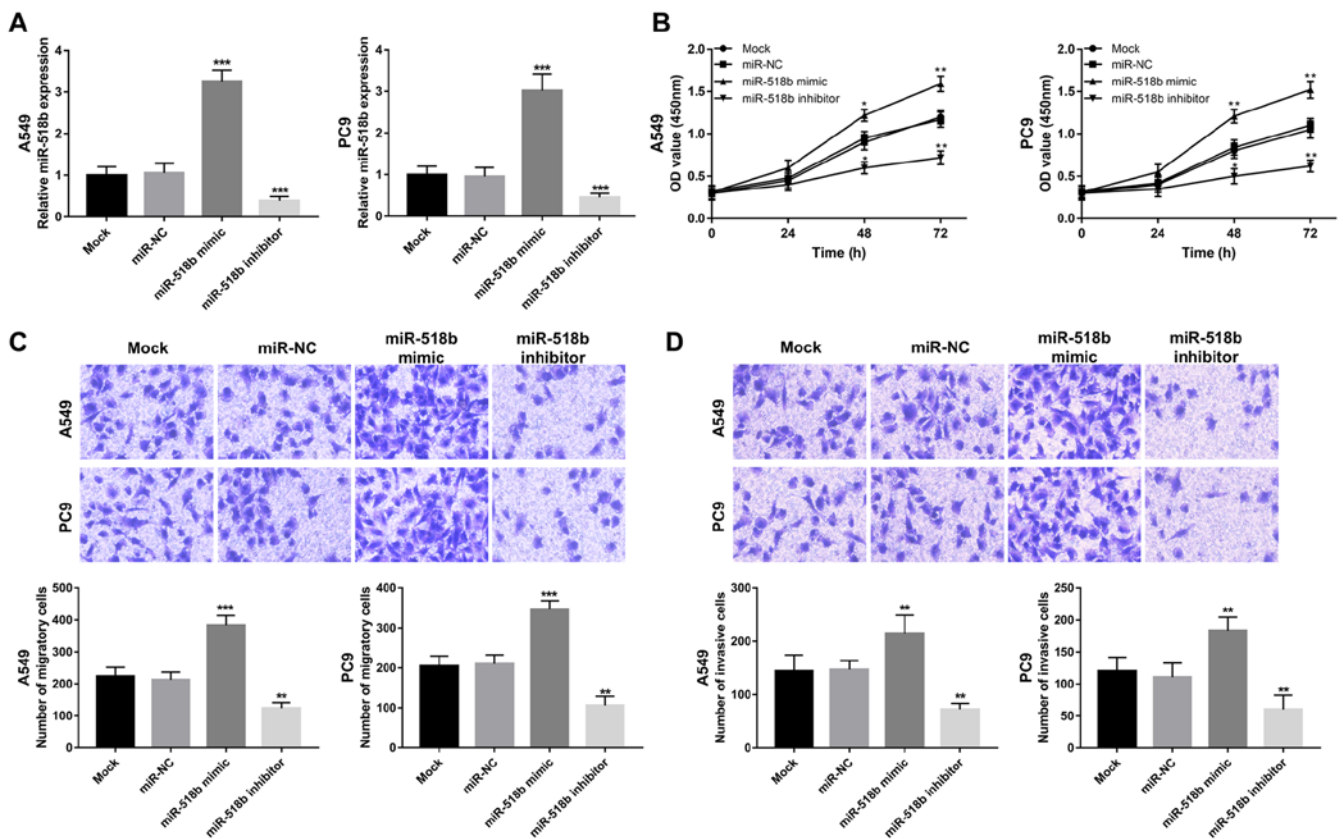 A
A549
Relative miR-518b expression
4
3
2
1
0
***
***
Mock
miR-NC
miR-518b mimic
miR-518b inhibitor
PC9
Relative miR-518b expression
4
3
2
1
0
***
***
Mock
miR-NC
miR-518b mimic
miR-518b inhibitor
B
A549
OD value (450nm)
2.0
1.5
1.0
0.5
0.0
Mock
miR-NC
miR-518b mimic
miR-518b inhibitor
*
**
*
**
0 24 48 72
Time (h)
PC9
OD value (450nm)
2.0
1.5
1.0
0.5
0.0
Mock
miR-NC
miR-518b mimic
miR-518b inhibitor
**
**
*
**
0 24 48 72
Time (h)
C
Mock
miR-NC
miR-518b
mimic
miR-518b
inhibitor
A549
PC9
A549
Number of migratory cells
500
400
300
200
100
0
***
**
Mock
miR-NC
miR-518b mimic
miR-518b inhibitor
PC9
Number of migratory cells
400
300
200
100
0
***
**
Mock
miR-NC
miR-518b mimic
miR-518b inhibitor
D
Mock
miR-NC
miR-518b
mimic
miR-518b
inhibitor
A549
PC9
A549
Number of invasive cells
300
200
100
0
**
**
Mock
miR-NC
miR-518b mimic
miR-518b inhibitor
PC9
Number of invasive cells
250
200
150
100
50
0
**
**
Mock
miR-NC
miR-518b mimic
miR-518b inhibitor